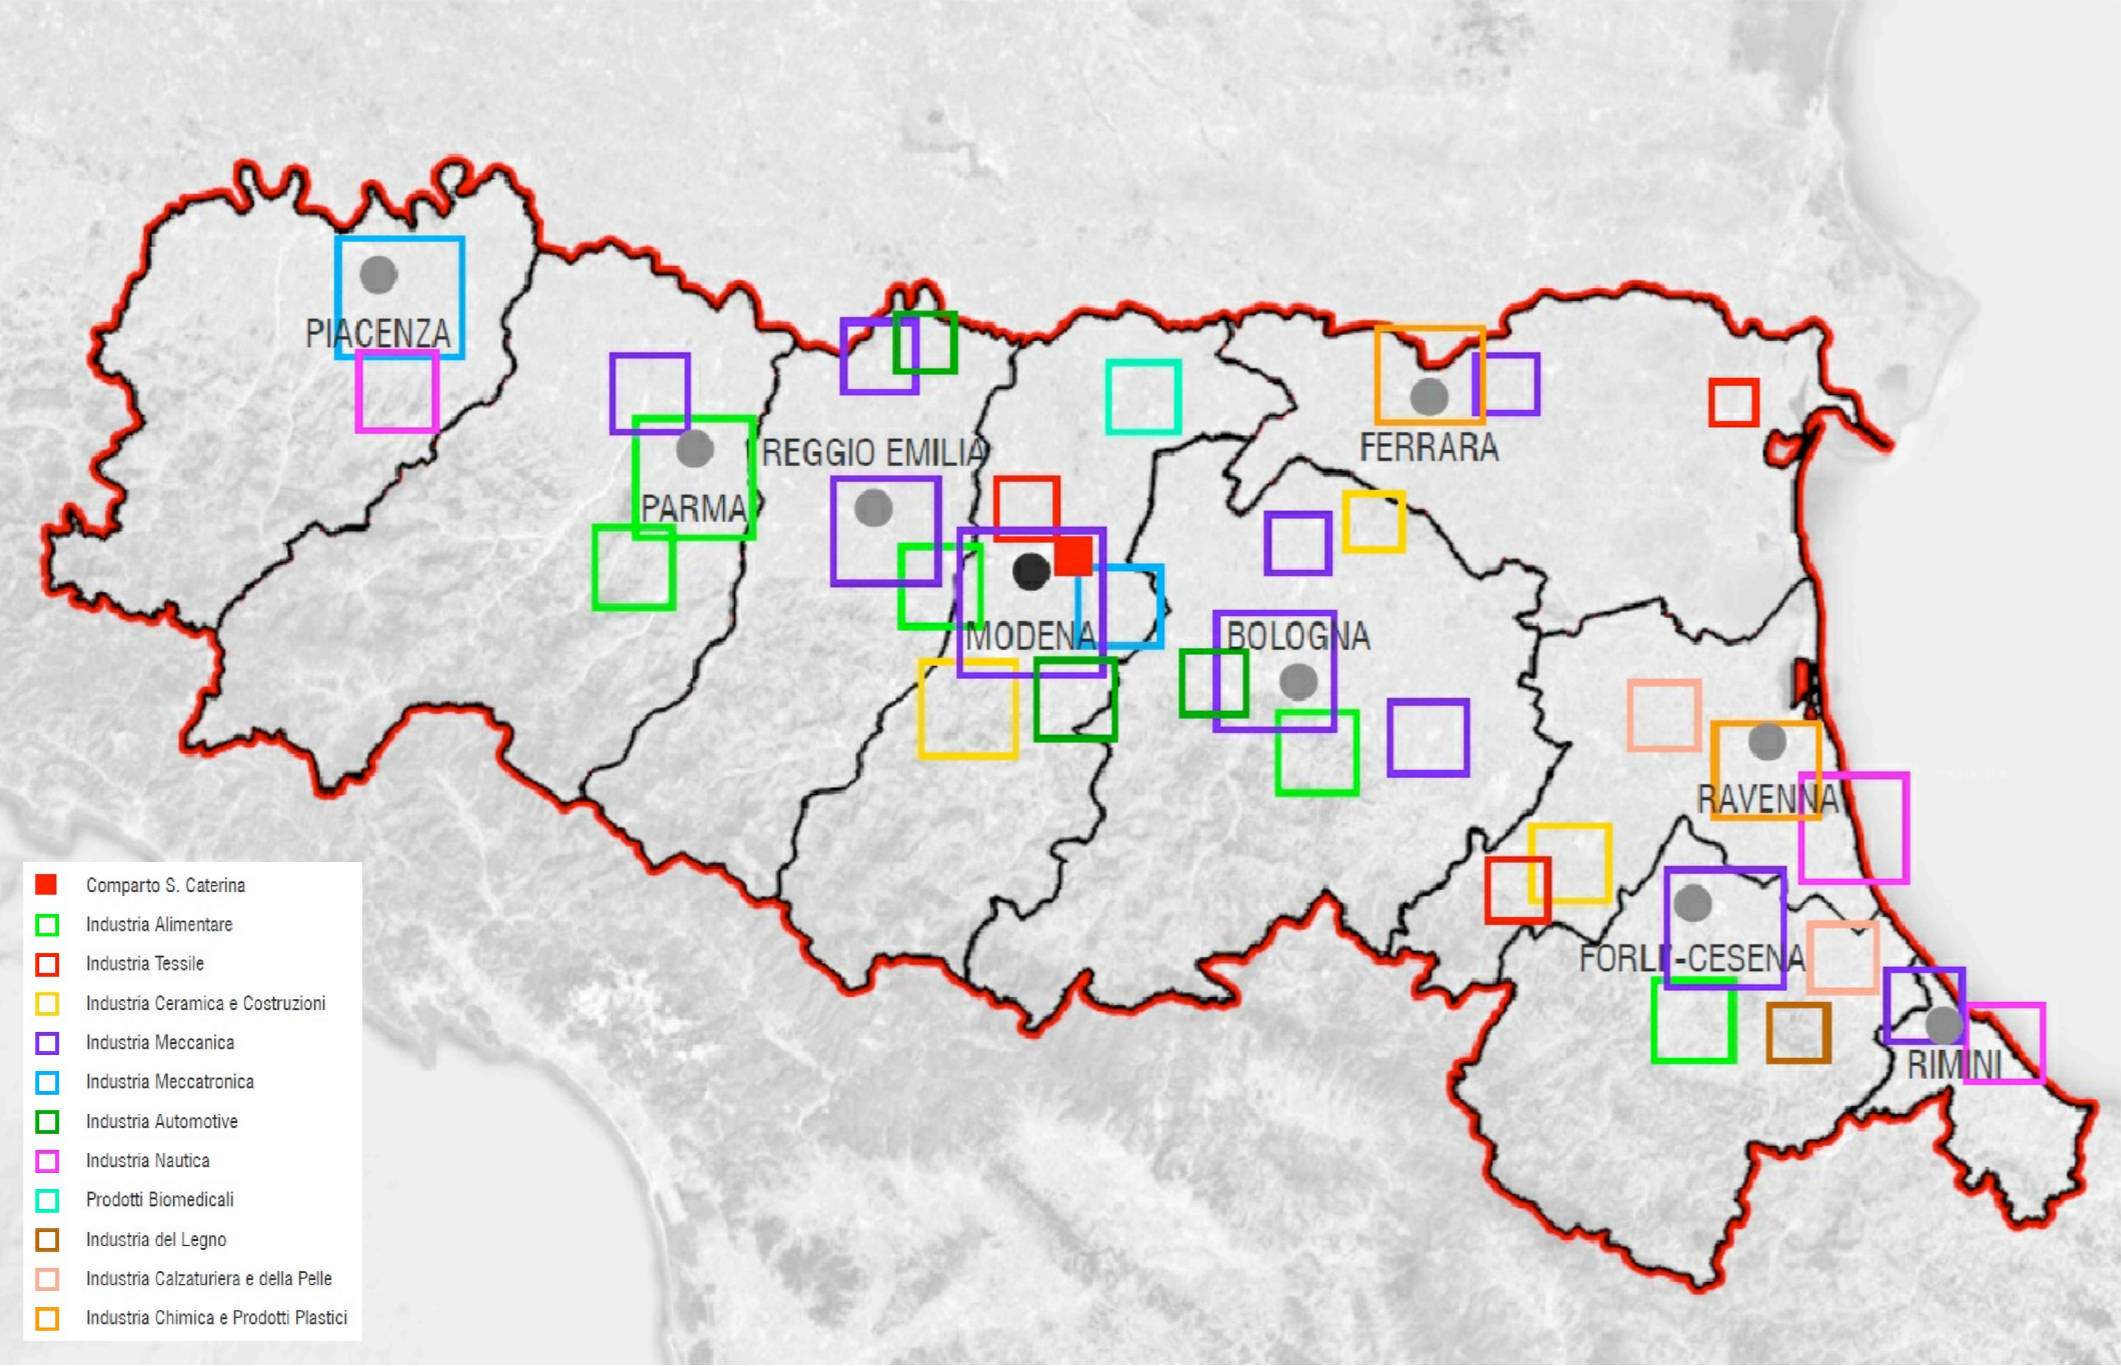 PIACENZA
FERRARA
REGGIO EMILIA
PARMA
MODENA
BOLOGNA
RAVENNA
FORLI'-CESENA
RIMINI
Comparto S. Caterina
Industria Alimentare
Industria Tessile
Industria Ceramica e Costruzioni
Industria Meccanica
Industria Meccatronica
Industria Automotive
Industria Nautica
Prodotti Biomedicali
Industria del Legno
Industria Calzaturiera e della Pelle
Industria Chimica e Prodotti Plastici